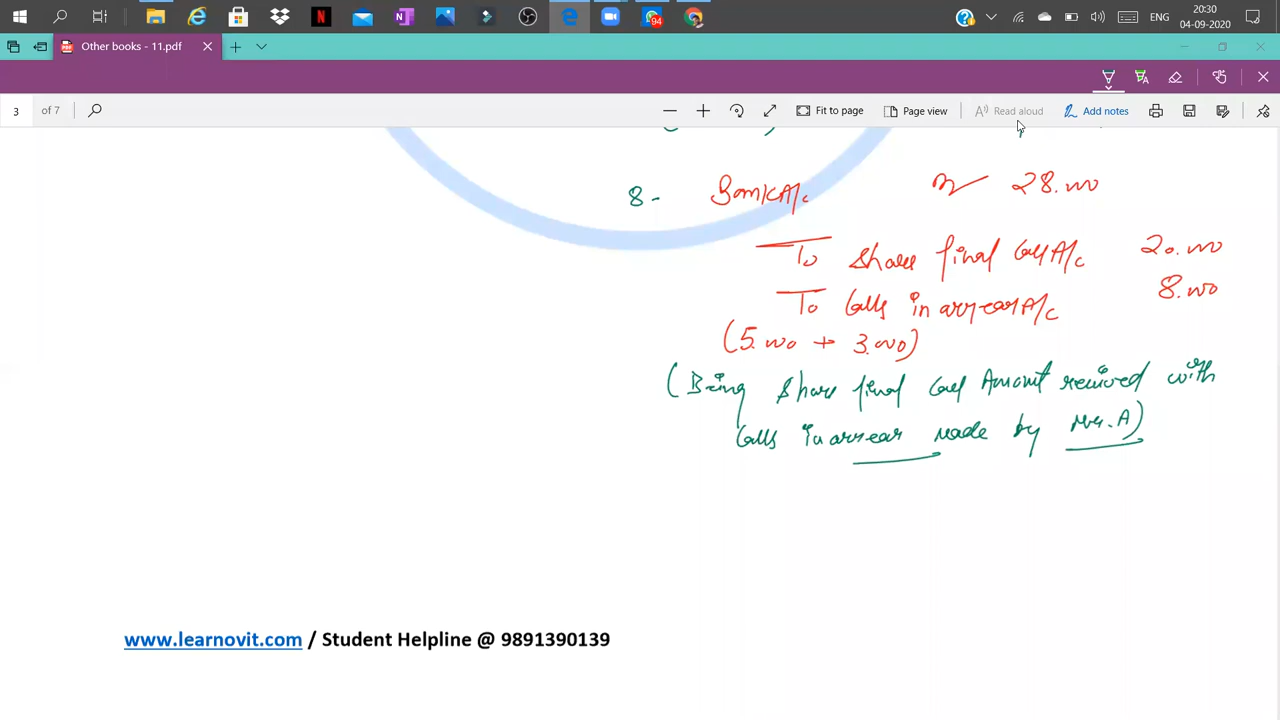 20:30
ENG
04-09-2020
94
Other books - 11.pdf
3 of 7
Fit to page
Page view
Read aloud
Add notes
8- Bank A/c Dr 28.000
To Share final Call A/c 20.000
To Calls in arrear A/c 8.000
(5.000 + 3.000)
(Being Share final Call Amount received with
Calls in arrear made by Mr. A)
www.learnovit.com / Student Helpline @ 9891390139